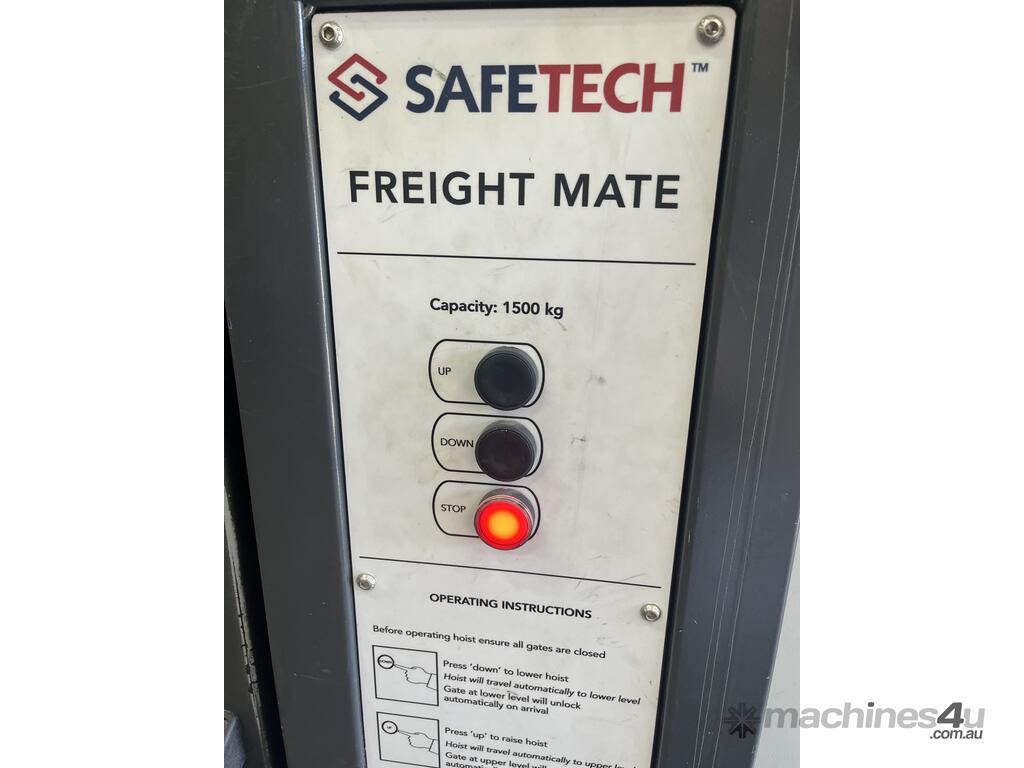 SAFETECH™
FREIGHT MATE
Capacity: 1500 kg
UP
DOWN
STOP
OPERATING INSTRUCTIONS
Before operating hoist ensure all gates are closed
DOWN
Press 'down' to lower hoist
Hoist will travel automatically to lower level
Gate at lower level will unlock
automatically on arrival
UP
Press 'up' to raise hoist
Hoist will travel automatically to upper
Gate at upper level will
machines4u
.com.au